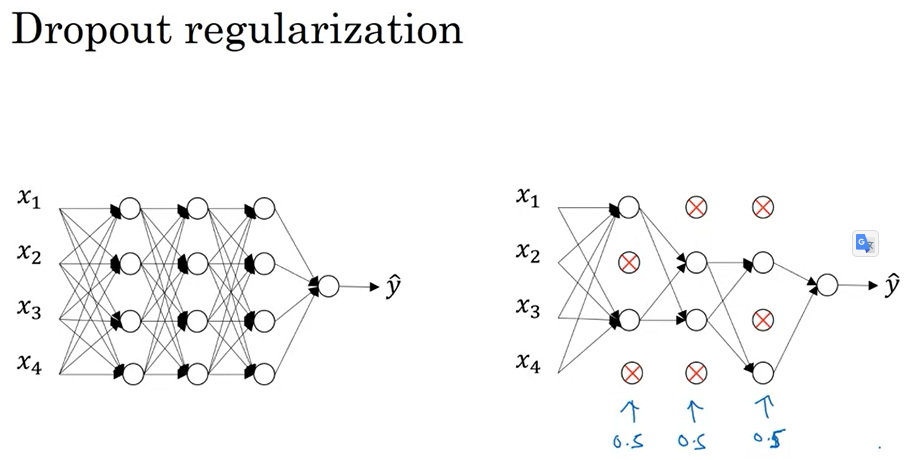 Dropout regularization
x₁
x₂
x₃
x₄
ŷ
x₁
x₂
x₃
x₄
ŷ
0.5 0.5 0.5
G